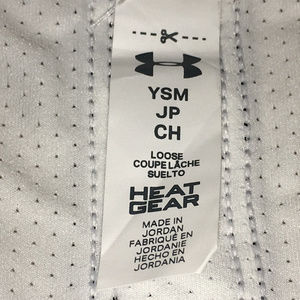 YSM
JP
CH
LOOSE
COUPE LÂCHE
SUELTO
HEAT
GEAR
MADE IN
JORDAN
FABRIQUÉ EN
JORDANIE
HECHO EN
JORDANIA